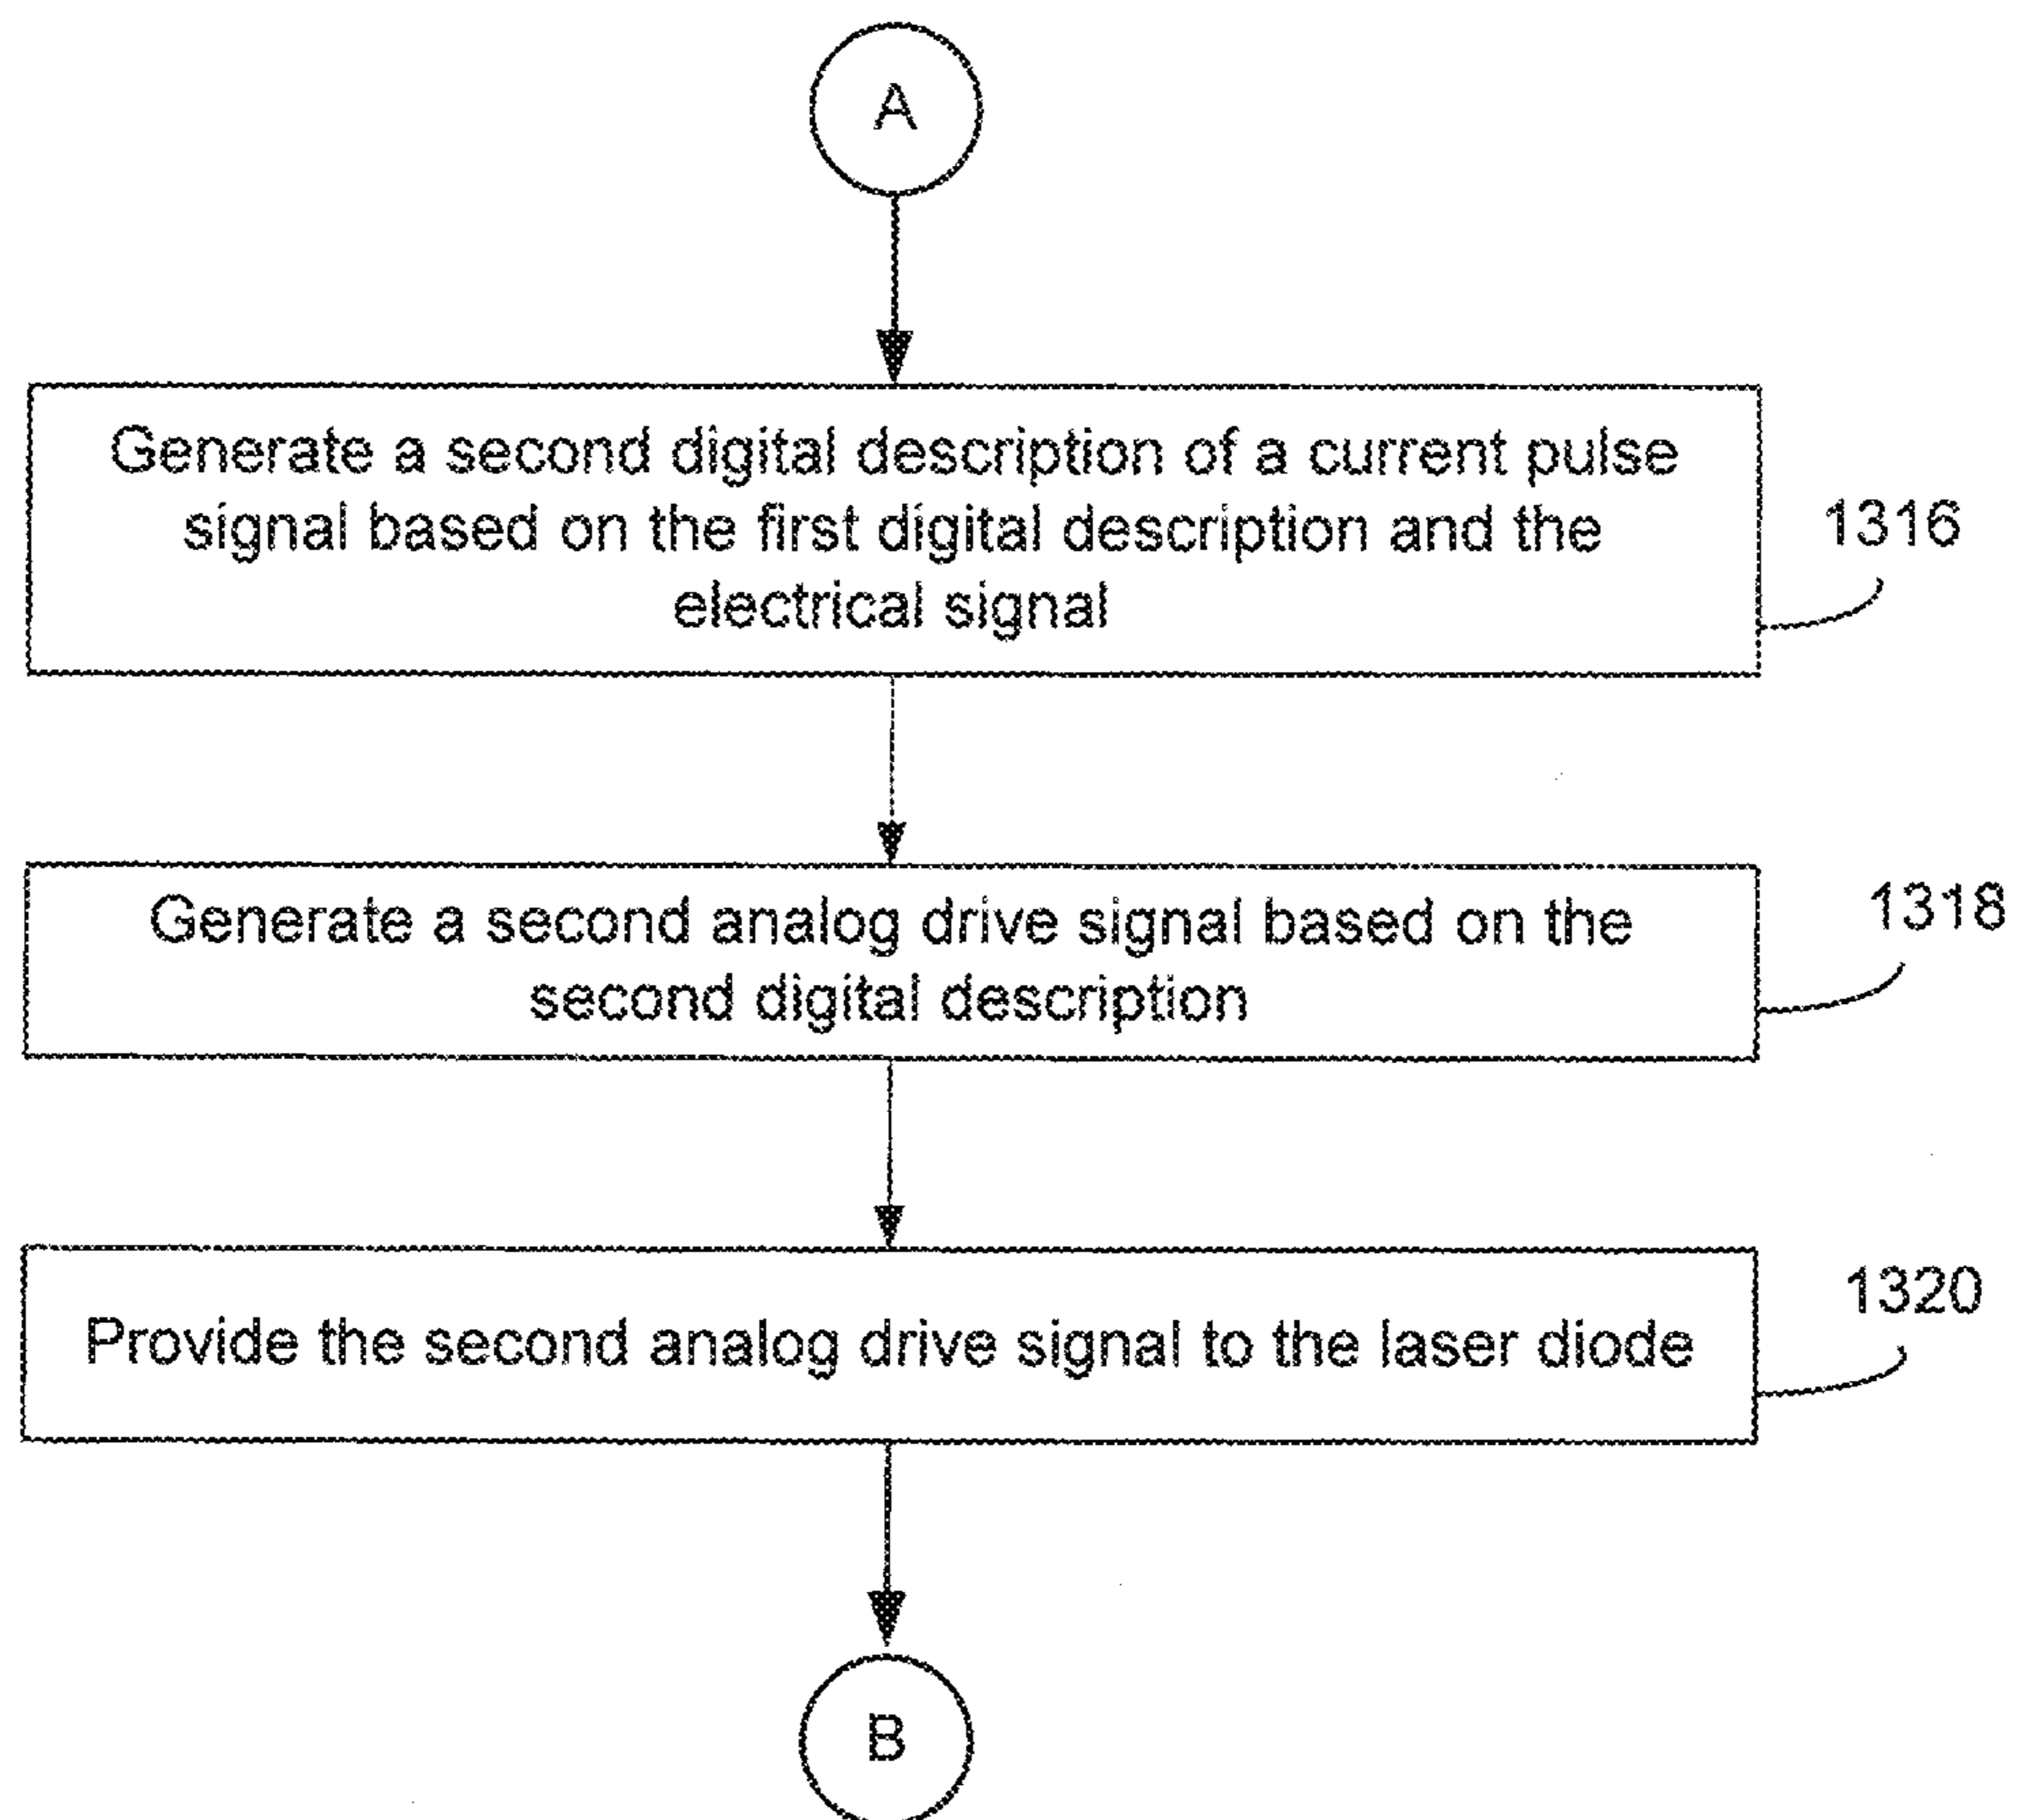 A
Generate a second digital description of a current pulse
signal based on the first digital description and the
electrical signal
1316
Generate a second analog drive signal based on the
second digital description
1318
Provide the second analog drive signal to the laser diode
1320
B